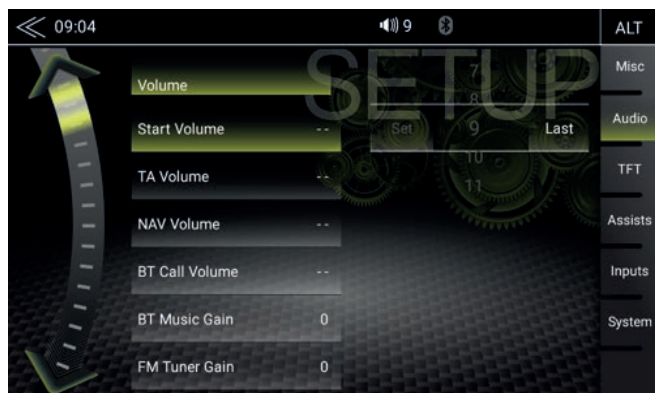 09:04 9 ALT
SETUP
Misc
Audio
TFT
Assists
Inputs
System
Volume
Start Volume --
TA Volume --
NAV Volume --
BT Call Volume --
BT Music Gain 0
FM Tuner Gain 0
7
8
Set 9 Last
10
11